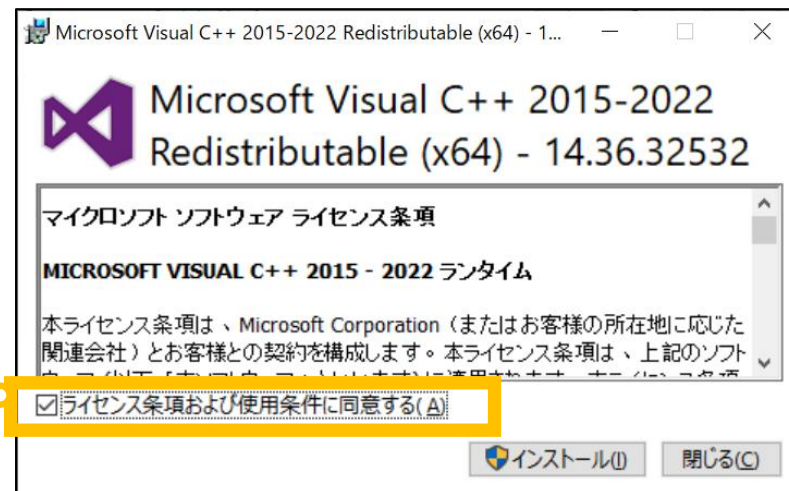 Microsoft Visual C++ 2015-2022 Redistributable (x64) - 1...
Microsoft Visual C++ 2015-2022
Redistributable (x64) - 14.36.32532
マイクロソフト ソフトウェア ライセンス条項
MICROSOFT VISUAL C++ 2015 - 2022 ランタイム
本ライセンス条項は、Microsoft Corporation（またはお客様の所在地に応じた
関連会社）とお客様との契約を構成します。本ライセンス条項は、上記のソフト
ライセンス条項および使用条件に同意する(A)
インストール(I)
閉じる(C)